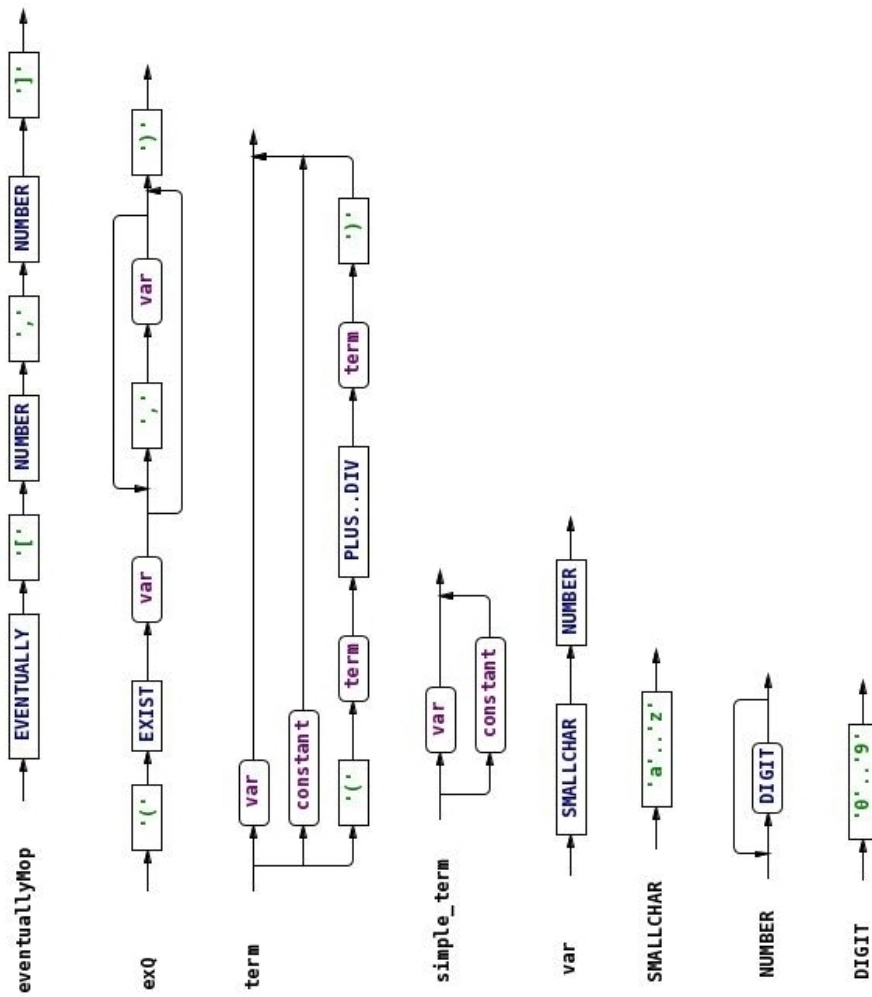 eventuallyMop EVENTUALLY '[' NUMBER ',' NUMBER ']'
exQ '(' EXIST var ',' var ')'
term var
constant
'(' term PLUS..DIV term ')'
simple_term var
constant
var SMALLCHAR NUMBER
SMALLCHAR 'a'..'z'
NUMBER DIGIT
DIGIT '0'..'9'